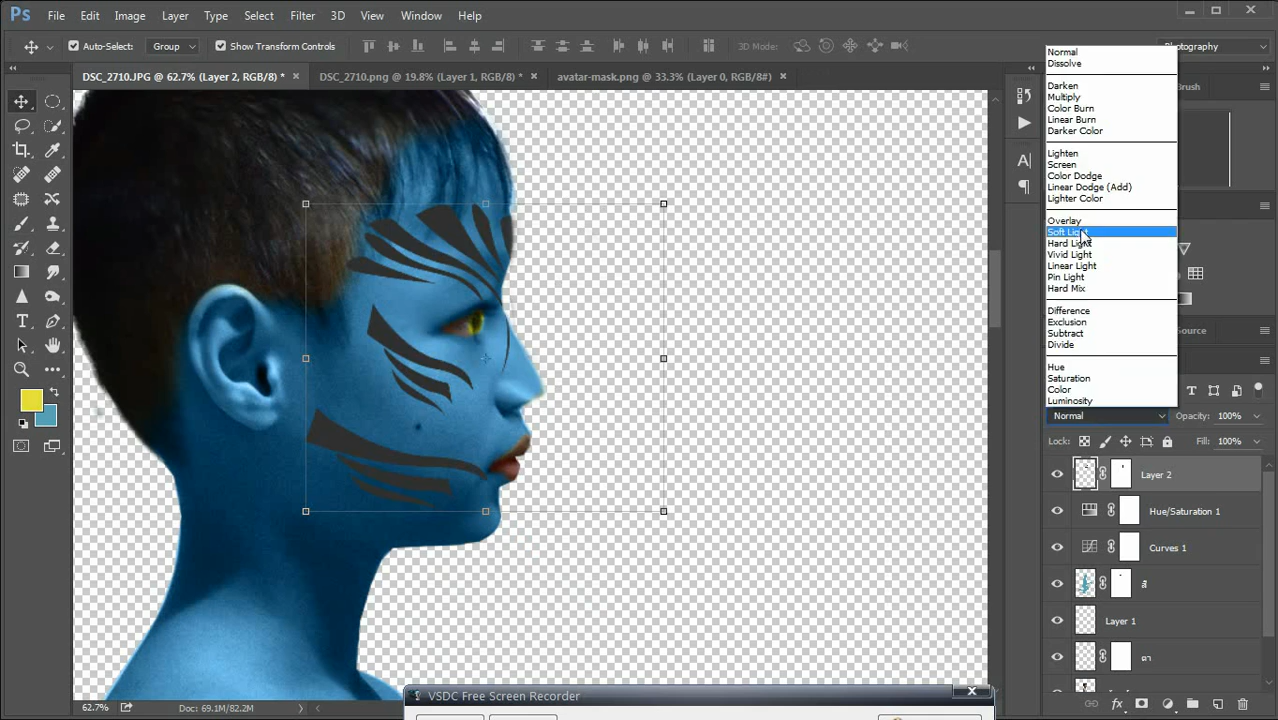 Ps File Edit Image Layer Type Select Filter 3D View Window Help
Auto-Select: Group Show Transform Controls 3D Mode: Photography
DSC_2710.JPG @ 62.7% (Layer 2, RGB/8) * × DSC_2710.png @ 19.8% (Layer 1, RGB/8) * × avatar-mask.png @ 33.3% (Layer 0, RGB/8#) ×
Brush
Normal
Dissolve
Darken
Multiply
Color Burn
Linear Burn
Darker Color
Lighten
Screen
Color Dodge
Linear Dodge (Add)
Lighter Color
Overlay
Soft Light
Hard Light
Vivid Light
Linear Light
Pin Light
Hard Mix
Difference
Exclusion
Subtract
Source
Divide
Hue
Saturation
Color
Luminosity
Normal Opacity: 100%
Lock: Fill: 100%
Layer 2
Hue/Saturation 1
Curves 1
สี
Layer 1
ตา
VSDC Free Screen Recorder
62.7% Doc: 69.1M/82.2M